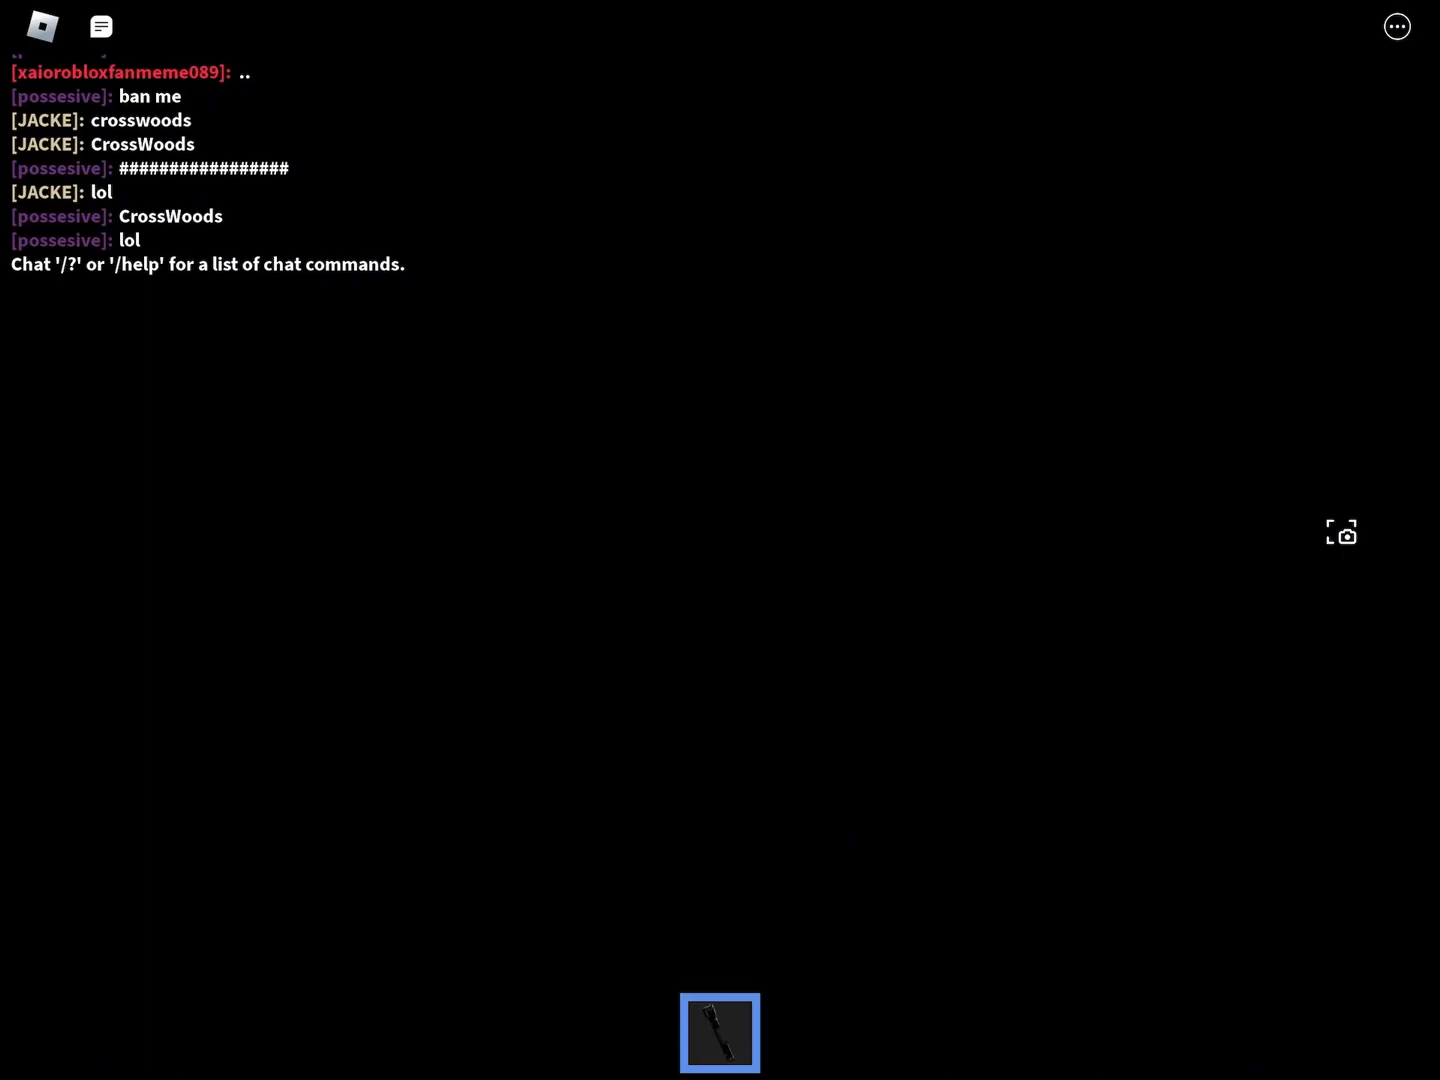 [xaiorobloxfanmeme089]: ..
[possesive]: ban me
[JACKE]: crosswoods
[JACKE]: CrossWoods
[possesive]: #################
[JACKE]: lol
[possesive]: CrossWoods
[possesive]: lol
Chat '/?' or '/help' for a list of chat commands.